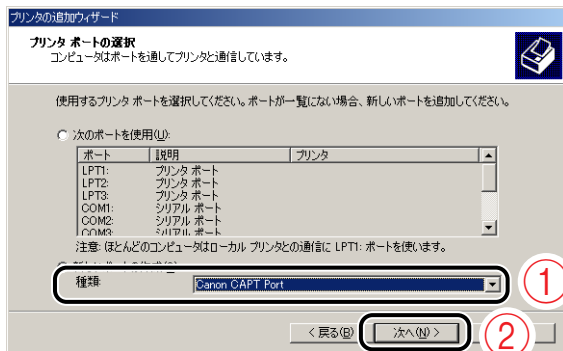 プリンタの追加ウィザード
プリンタ ポートの選択
コンピュータはポートを通してプリンタと通信しています。
使用するプリンタ ポートを選択してください。ポートが一覧にない場合、新しいポートを追加してください。
次のポートを使用(U):
ポート 説明 プリンタ
LPT1: プリンタ ポート
LPT2: プリンタ ポート
LPT3: プリンタ ポート
COM1: シリアル ポート
COM2: シリアル ポート
COM3: シリアル ポート
注意: ほとんどのコンピュータはローカル プリンタとの通信に LPT1: ポートを使います。
種類: Canon CAPT Port ①
< 戻る(B) 次へ(N) > ②